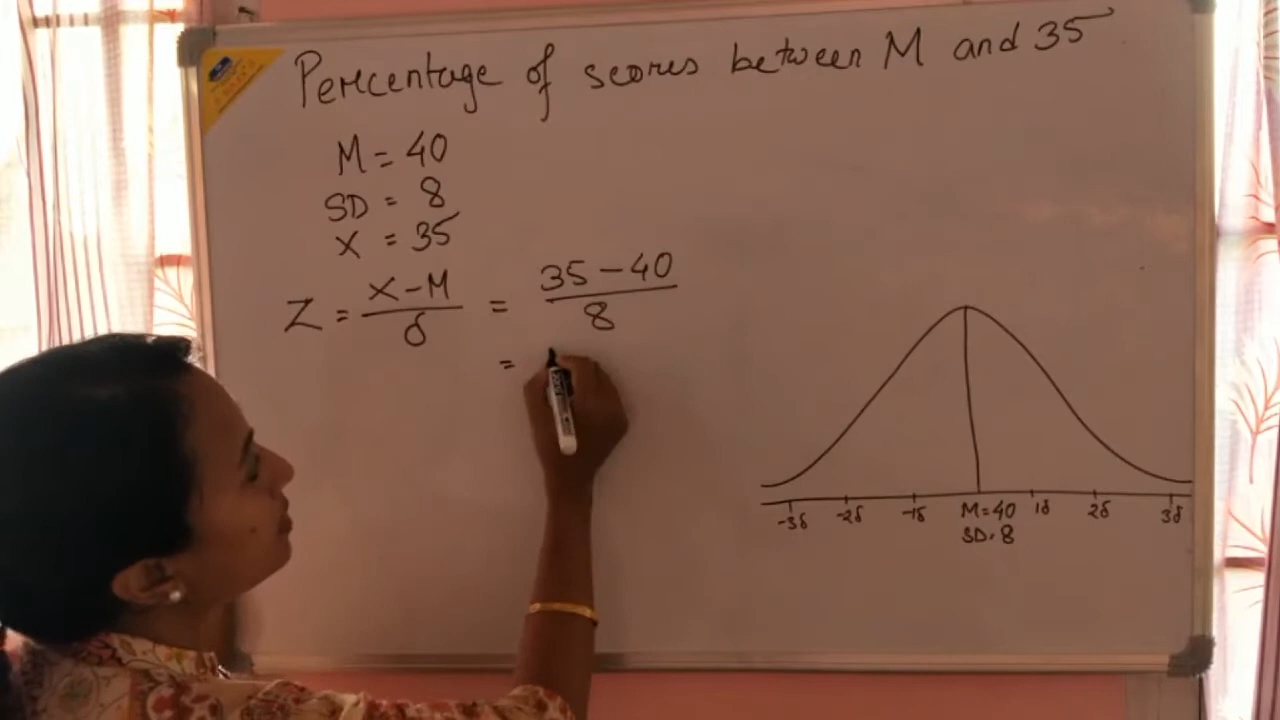 Percentage of scores between M and 35
M = 40
SD = 8
X = 35
Z = X-M/σ = 35-40/8
=
-3σ -2σ -1σ M=40 1σ 2σ 3σ
SD=8